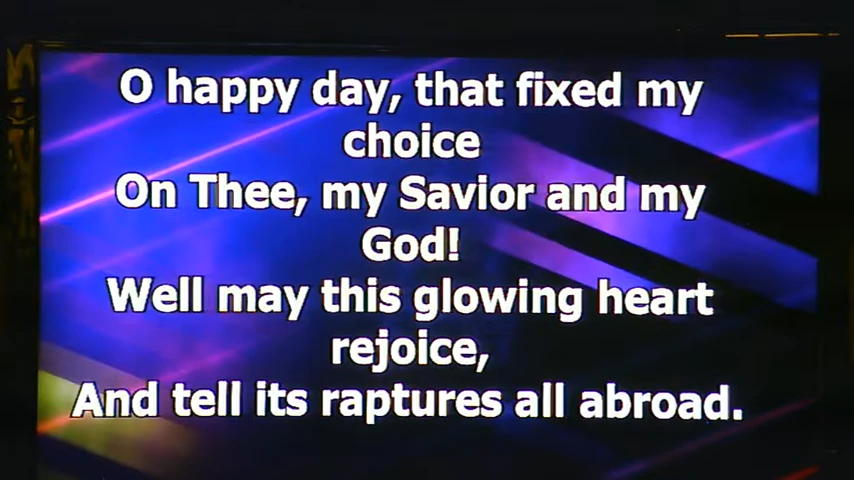 O happy day, that fixed my
choice
On Thee, my Savior and my
God!
Well may this glowing heart
rejoice,
And tell its raptures all abroad.